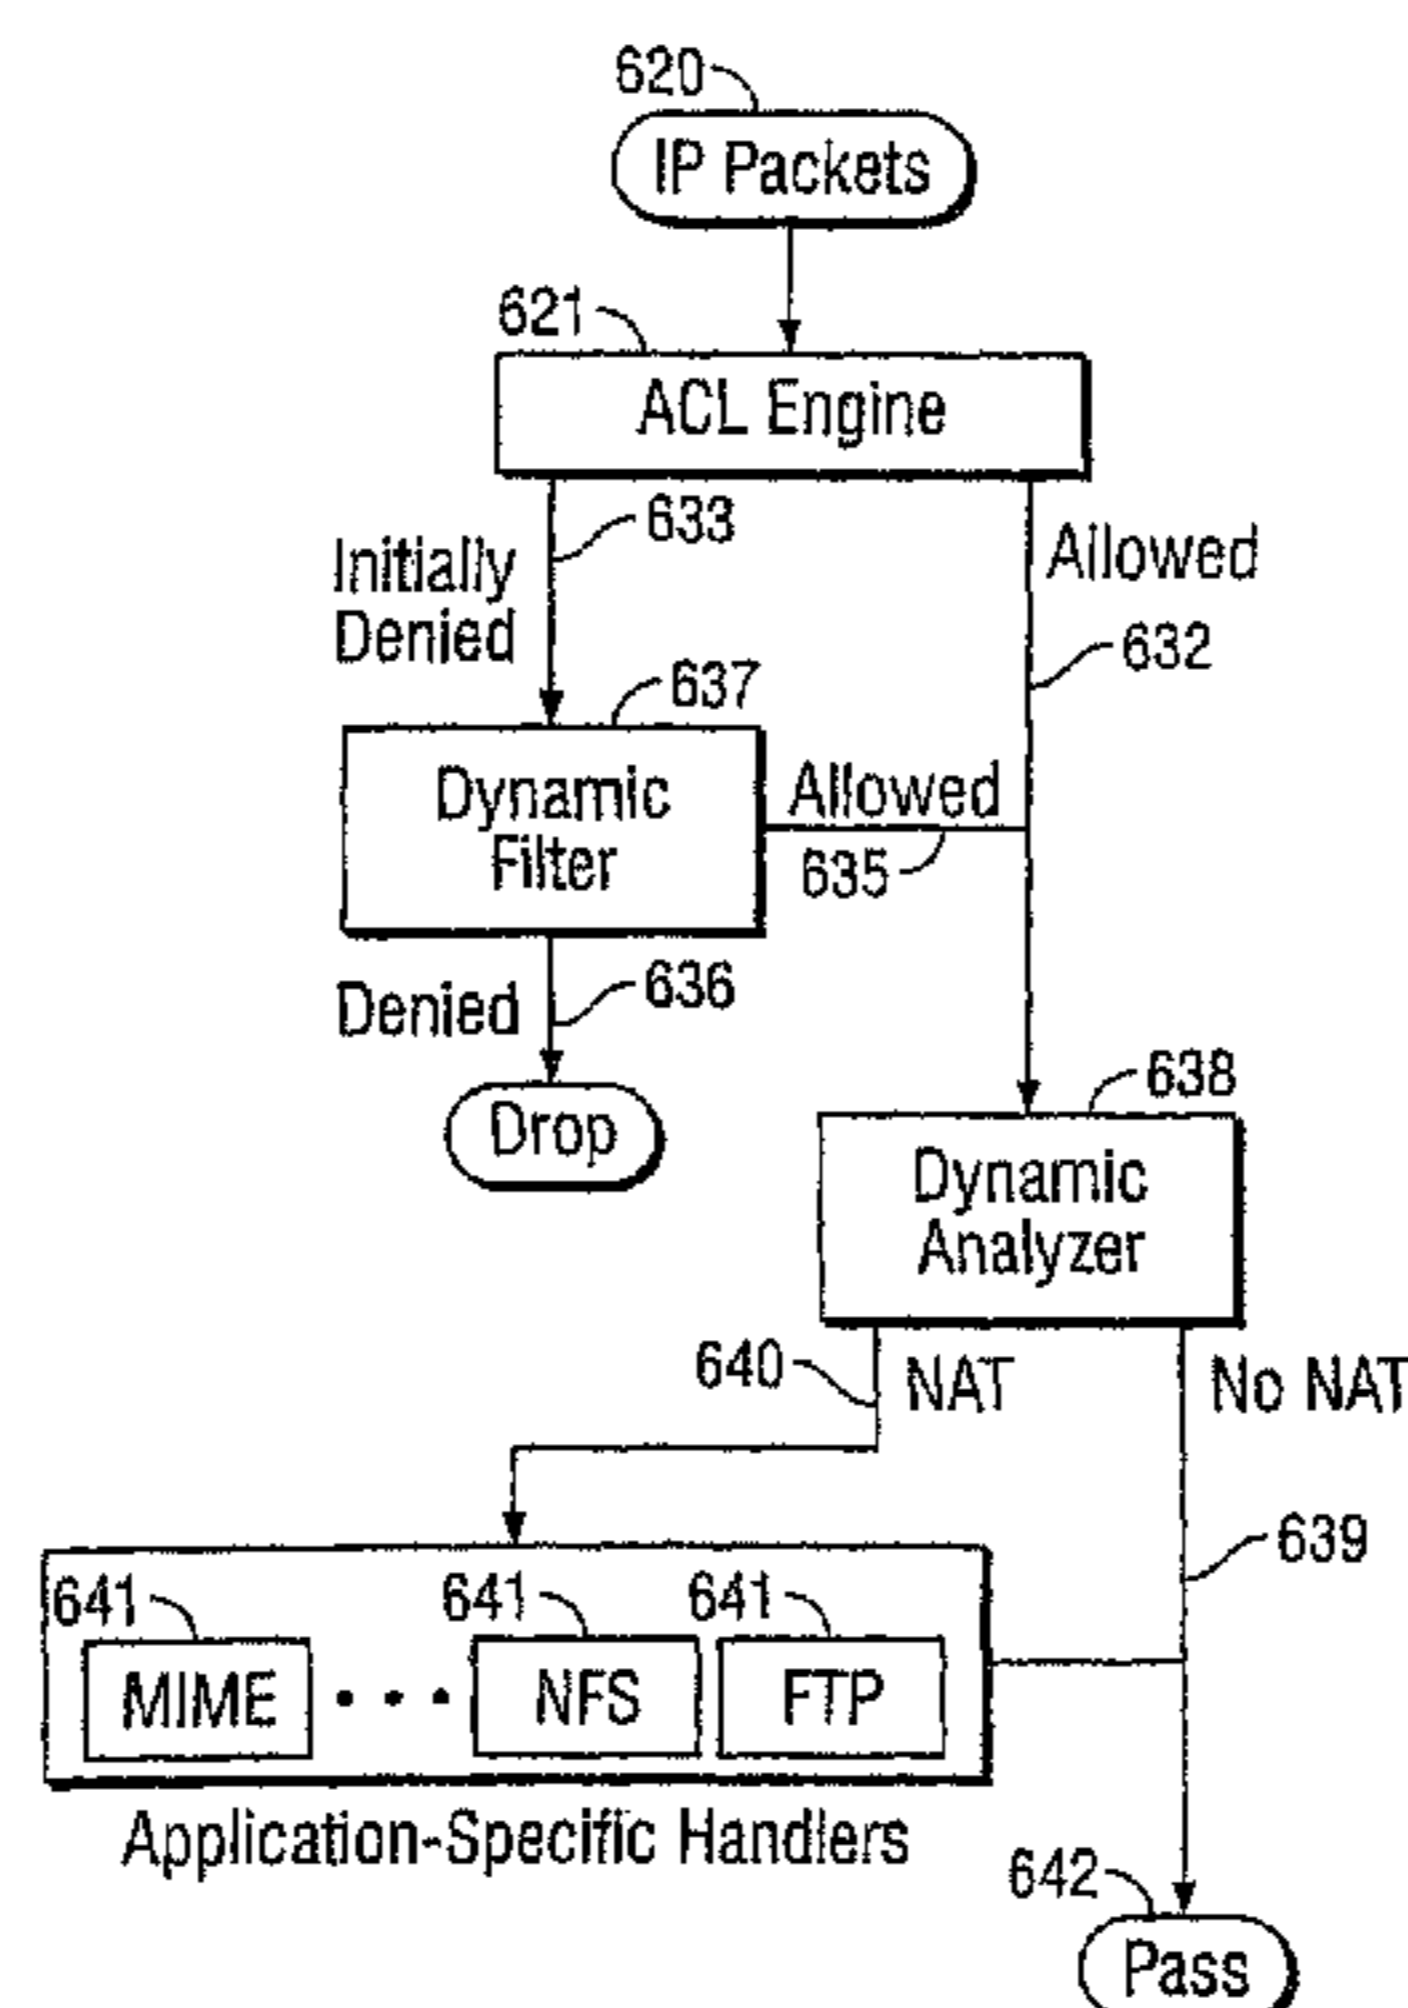 620
IP Packets
621
ACL Engine
633
Initially
Denied
Allowed
632
637
Dynamic
Filter
Allowed
635
Denied
636
Drop
638
Dynamic
Analyzer
640
NAT
No NAT
639
641
641
641
MIME
• • •
NFS
FTP
Application-Specific Handlers
642
Pass